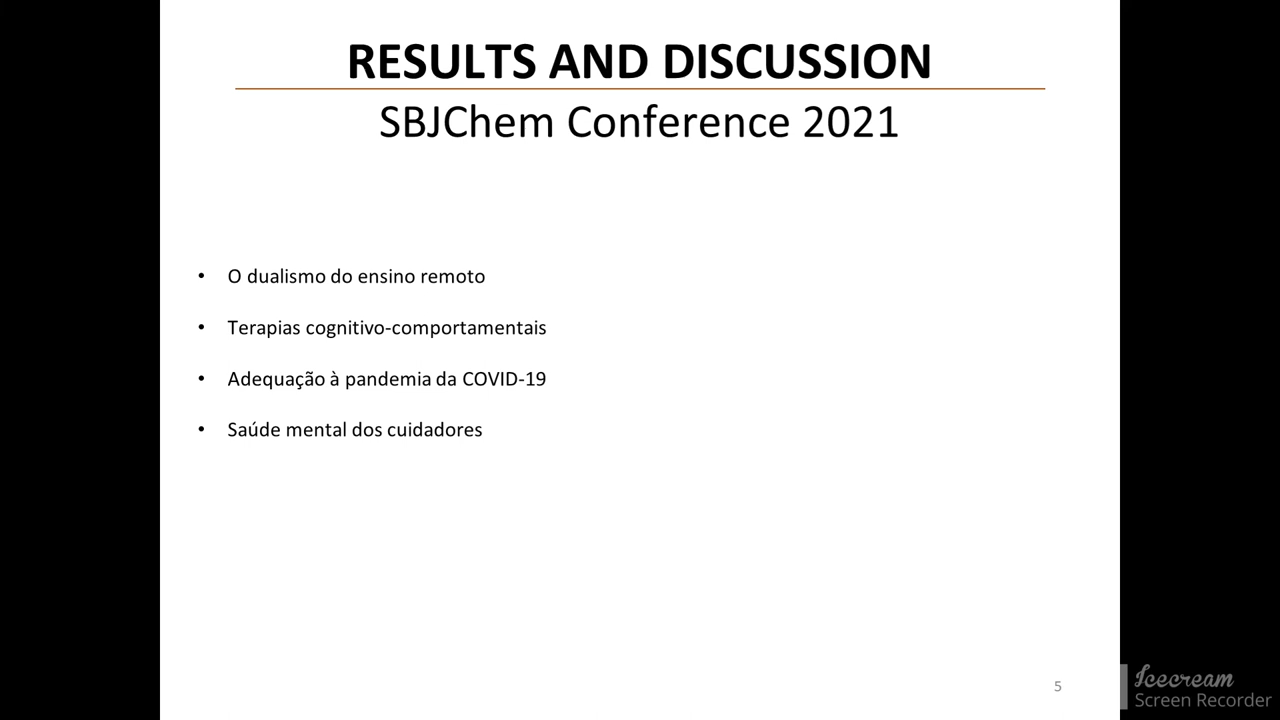 RESULTS AND DISCUSSION
SBJChem Conference 2021
• O dualismo do ensino remoto
• Terapias cognitivo-comportamentais
• Adequação à pandemia da COVID-19
• Saúde mental dos cuidadores
5
Icecream
Screen Recorder